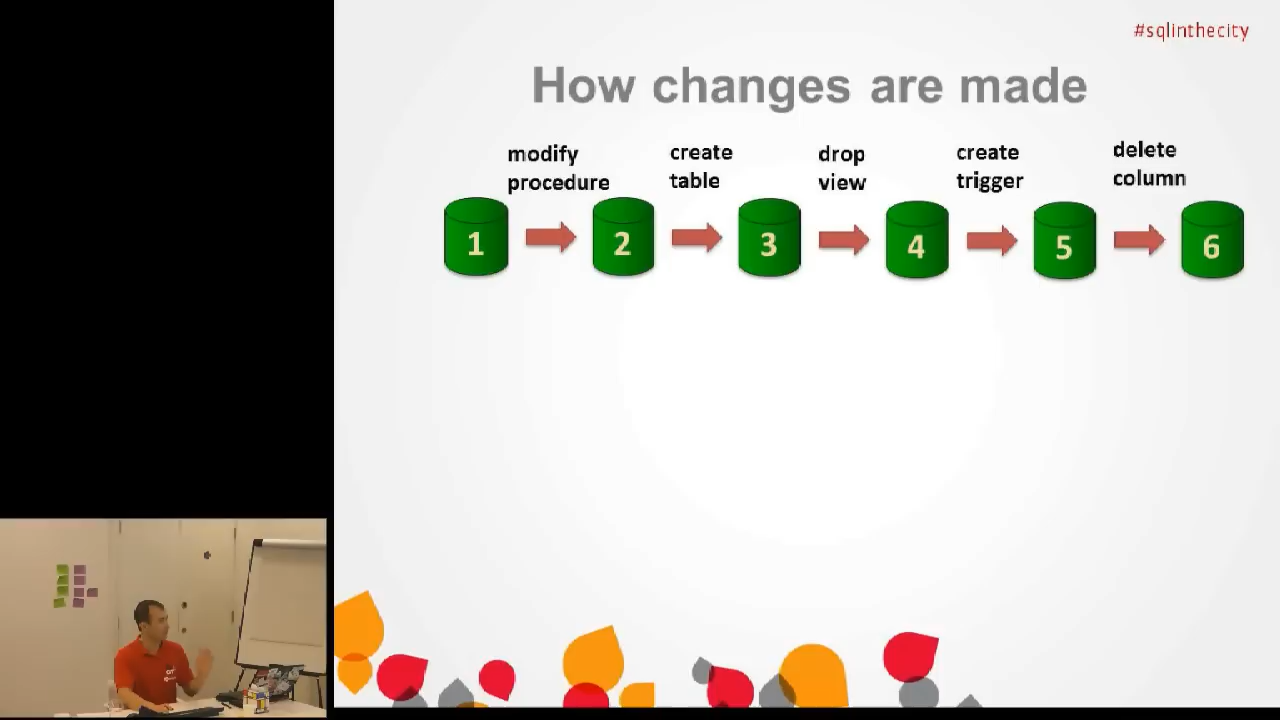 #sqlinthecity
How changes are made
modify
procedure
create
table
drop
view
create
trigger
delete
column
1
2
3
4
5
6